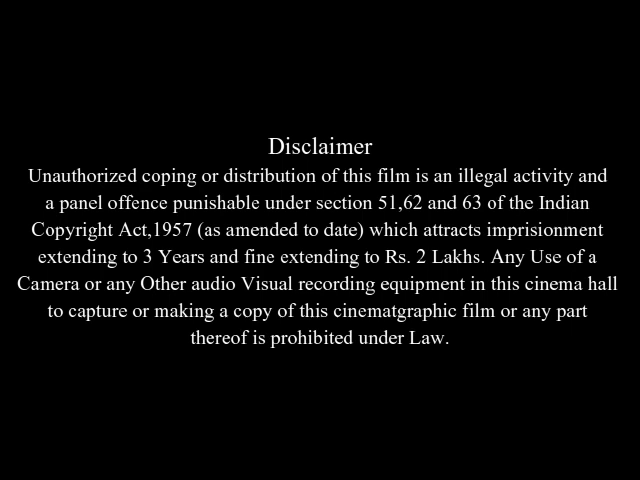 Disclaimer
Unauthorized coping or distribution of this film is an illegal activity and
a panel offence punishable under section 51,62 and 63 of the Indian
Copyright Act,1957 (as amended to date) which attracts imprisionment
extending to 3 Years and fine extending to Rs. 2 Lakhs. Any Use of a
Camera or any Other audio Visual recording equipment in this cinema hall
to capture or making a copy of this cinematgraphic film or any part
thereof is prohibited under Law.